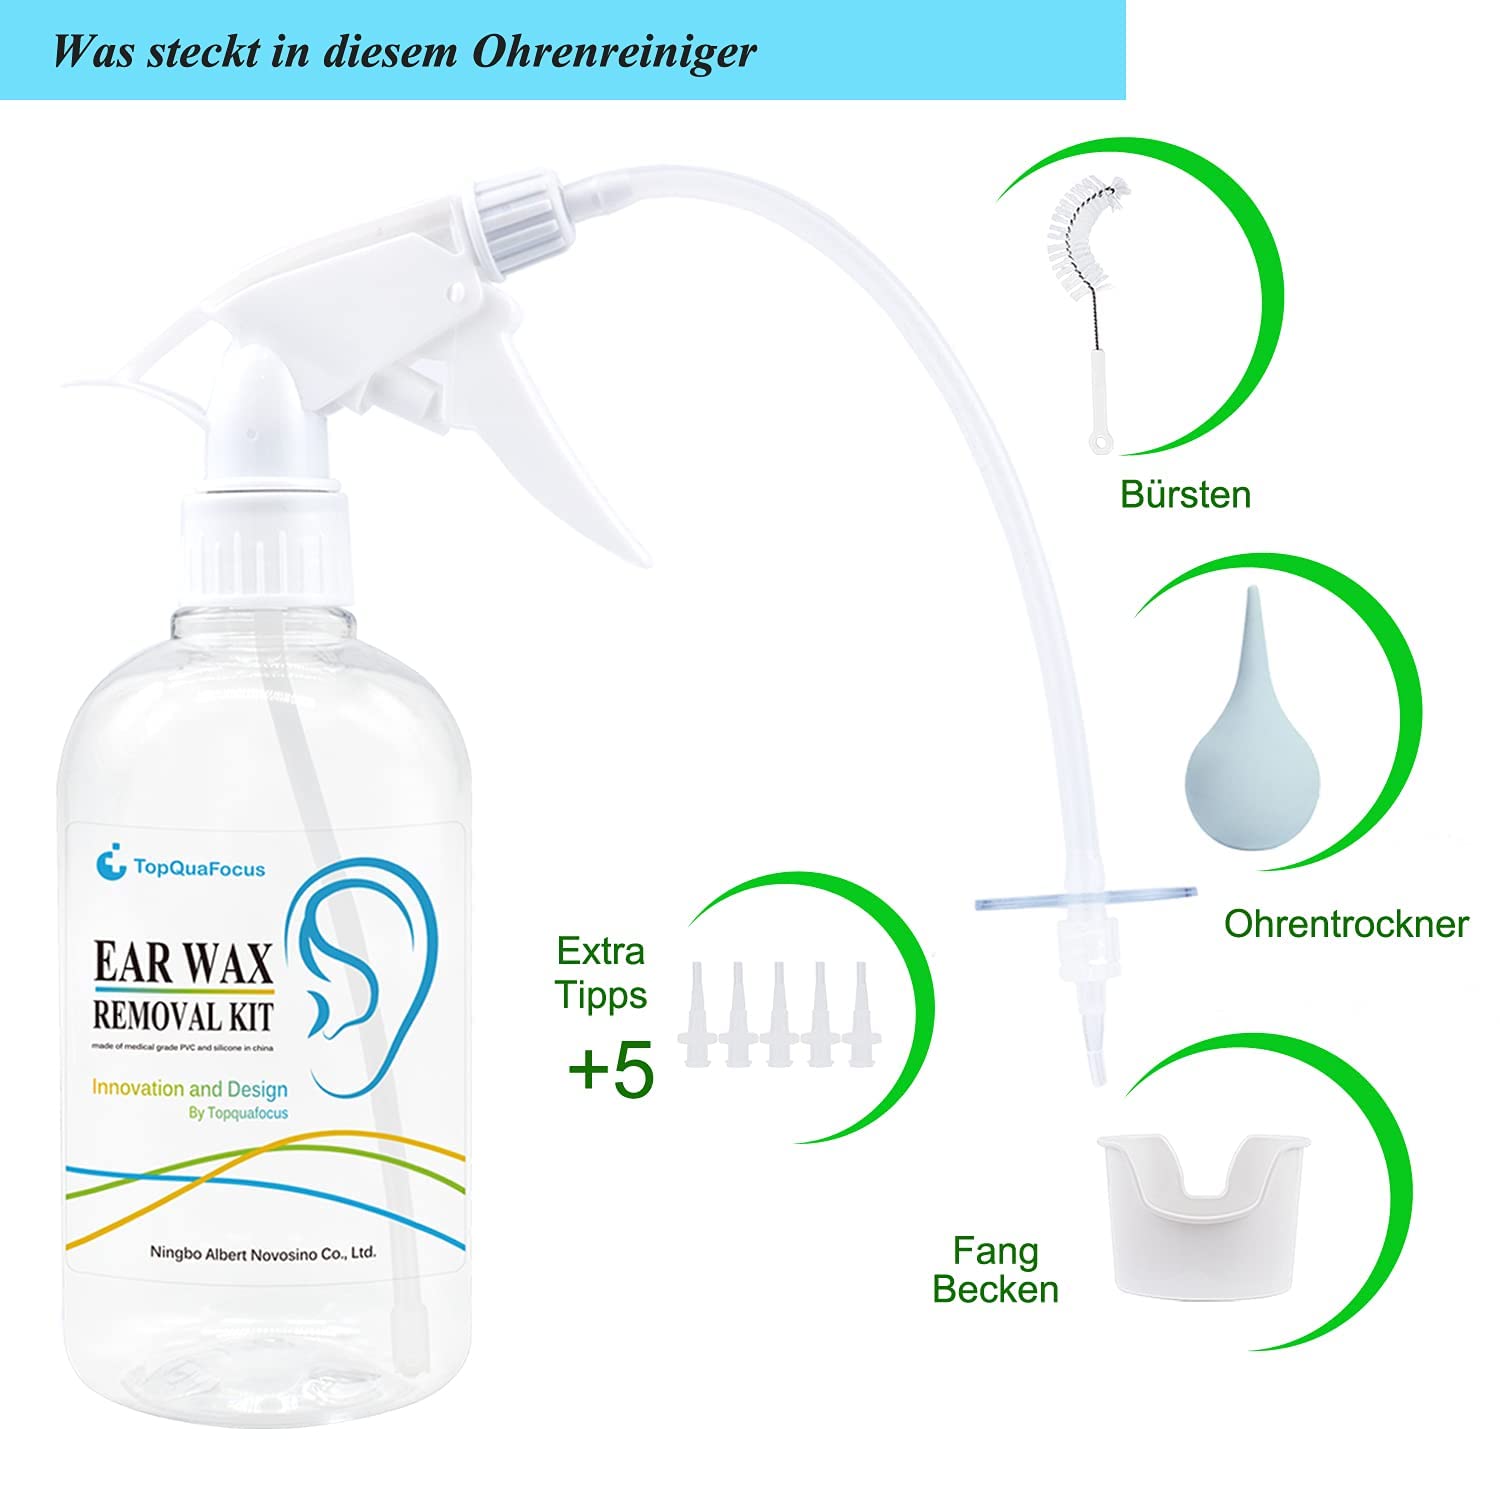 Was steckt in diesem Ohrenreiniger
Bürsten
Ohrentrockner
Extra
Tipps
+5
Fang
Becken
TopQuaFocus
EAR WAX
REMOVAL KIT
made of medical grade PVC and silicone in china
Innovation and Design
By Topquafocus
Ningbo Albert Novosino Co., Ltd.